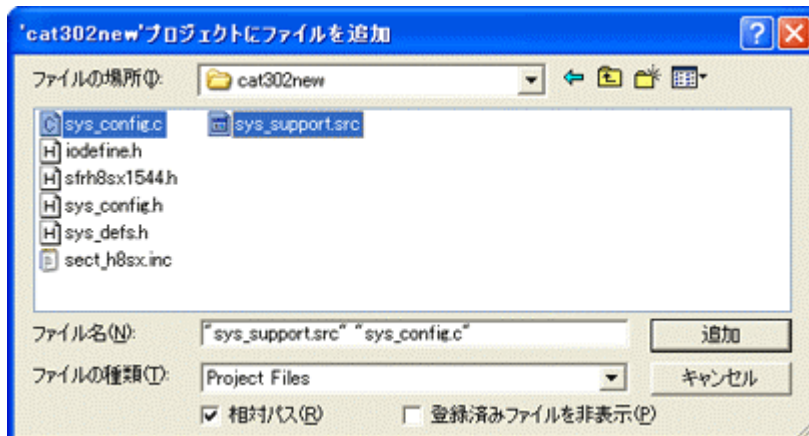 'cat302new'プロジェクトにファイルを追加
ファイルの場所(I): cat302new
sys_config.c sys_support.src
iodefine.h
sfrh8sx1544.h
sys_config.h
sys_defs.h
sect_h8sx.inc
ファイル名(N): "sys_support.src" "sys_config.c" 追加
ファイルの種類(T): Project Files キャンセル
相対パス(R) 登録済みファイルを非表示(P)